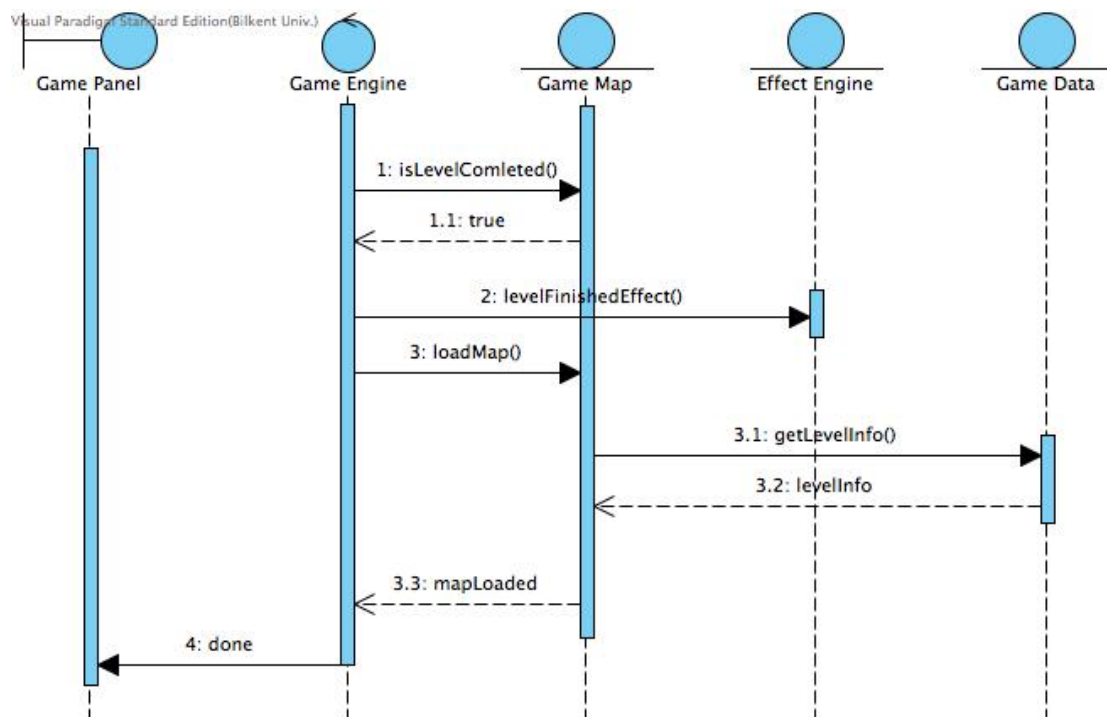 Visual Paradigm Standard Edition(Bilkent Univ.)
Game Panel
Game Engine
Game Map
Effect Engine
Game Data
1: isLevelComleted()
1.1: true
2: levelFinishedEffect()
3: loadMap()
3.1: getLevelInfo()
3.2: levelInfo
3.3: mapLoaded
4: done